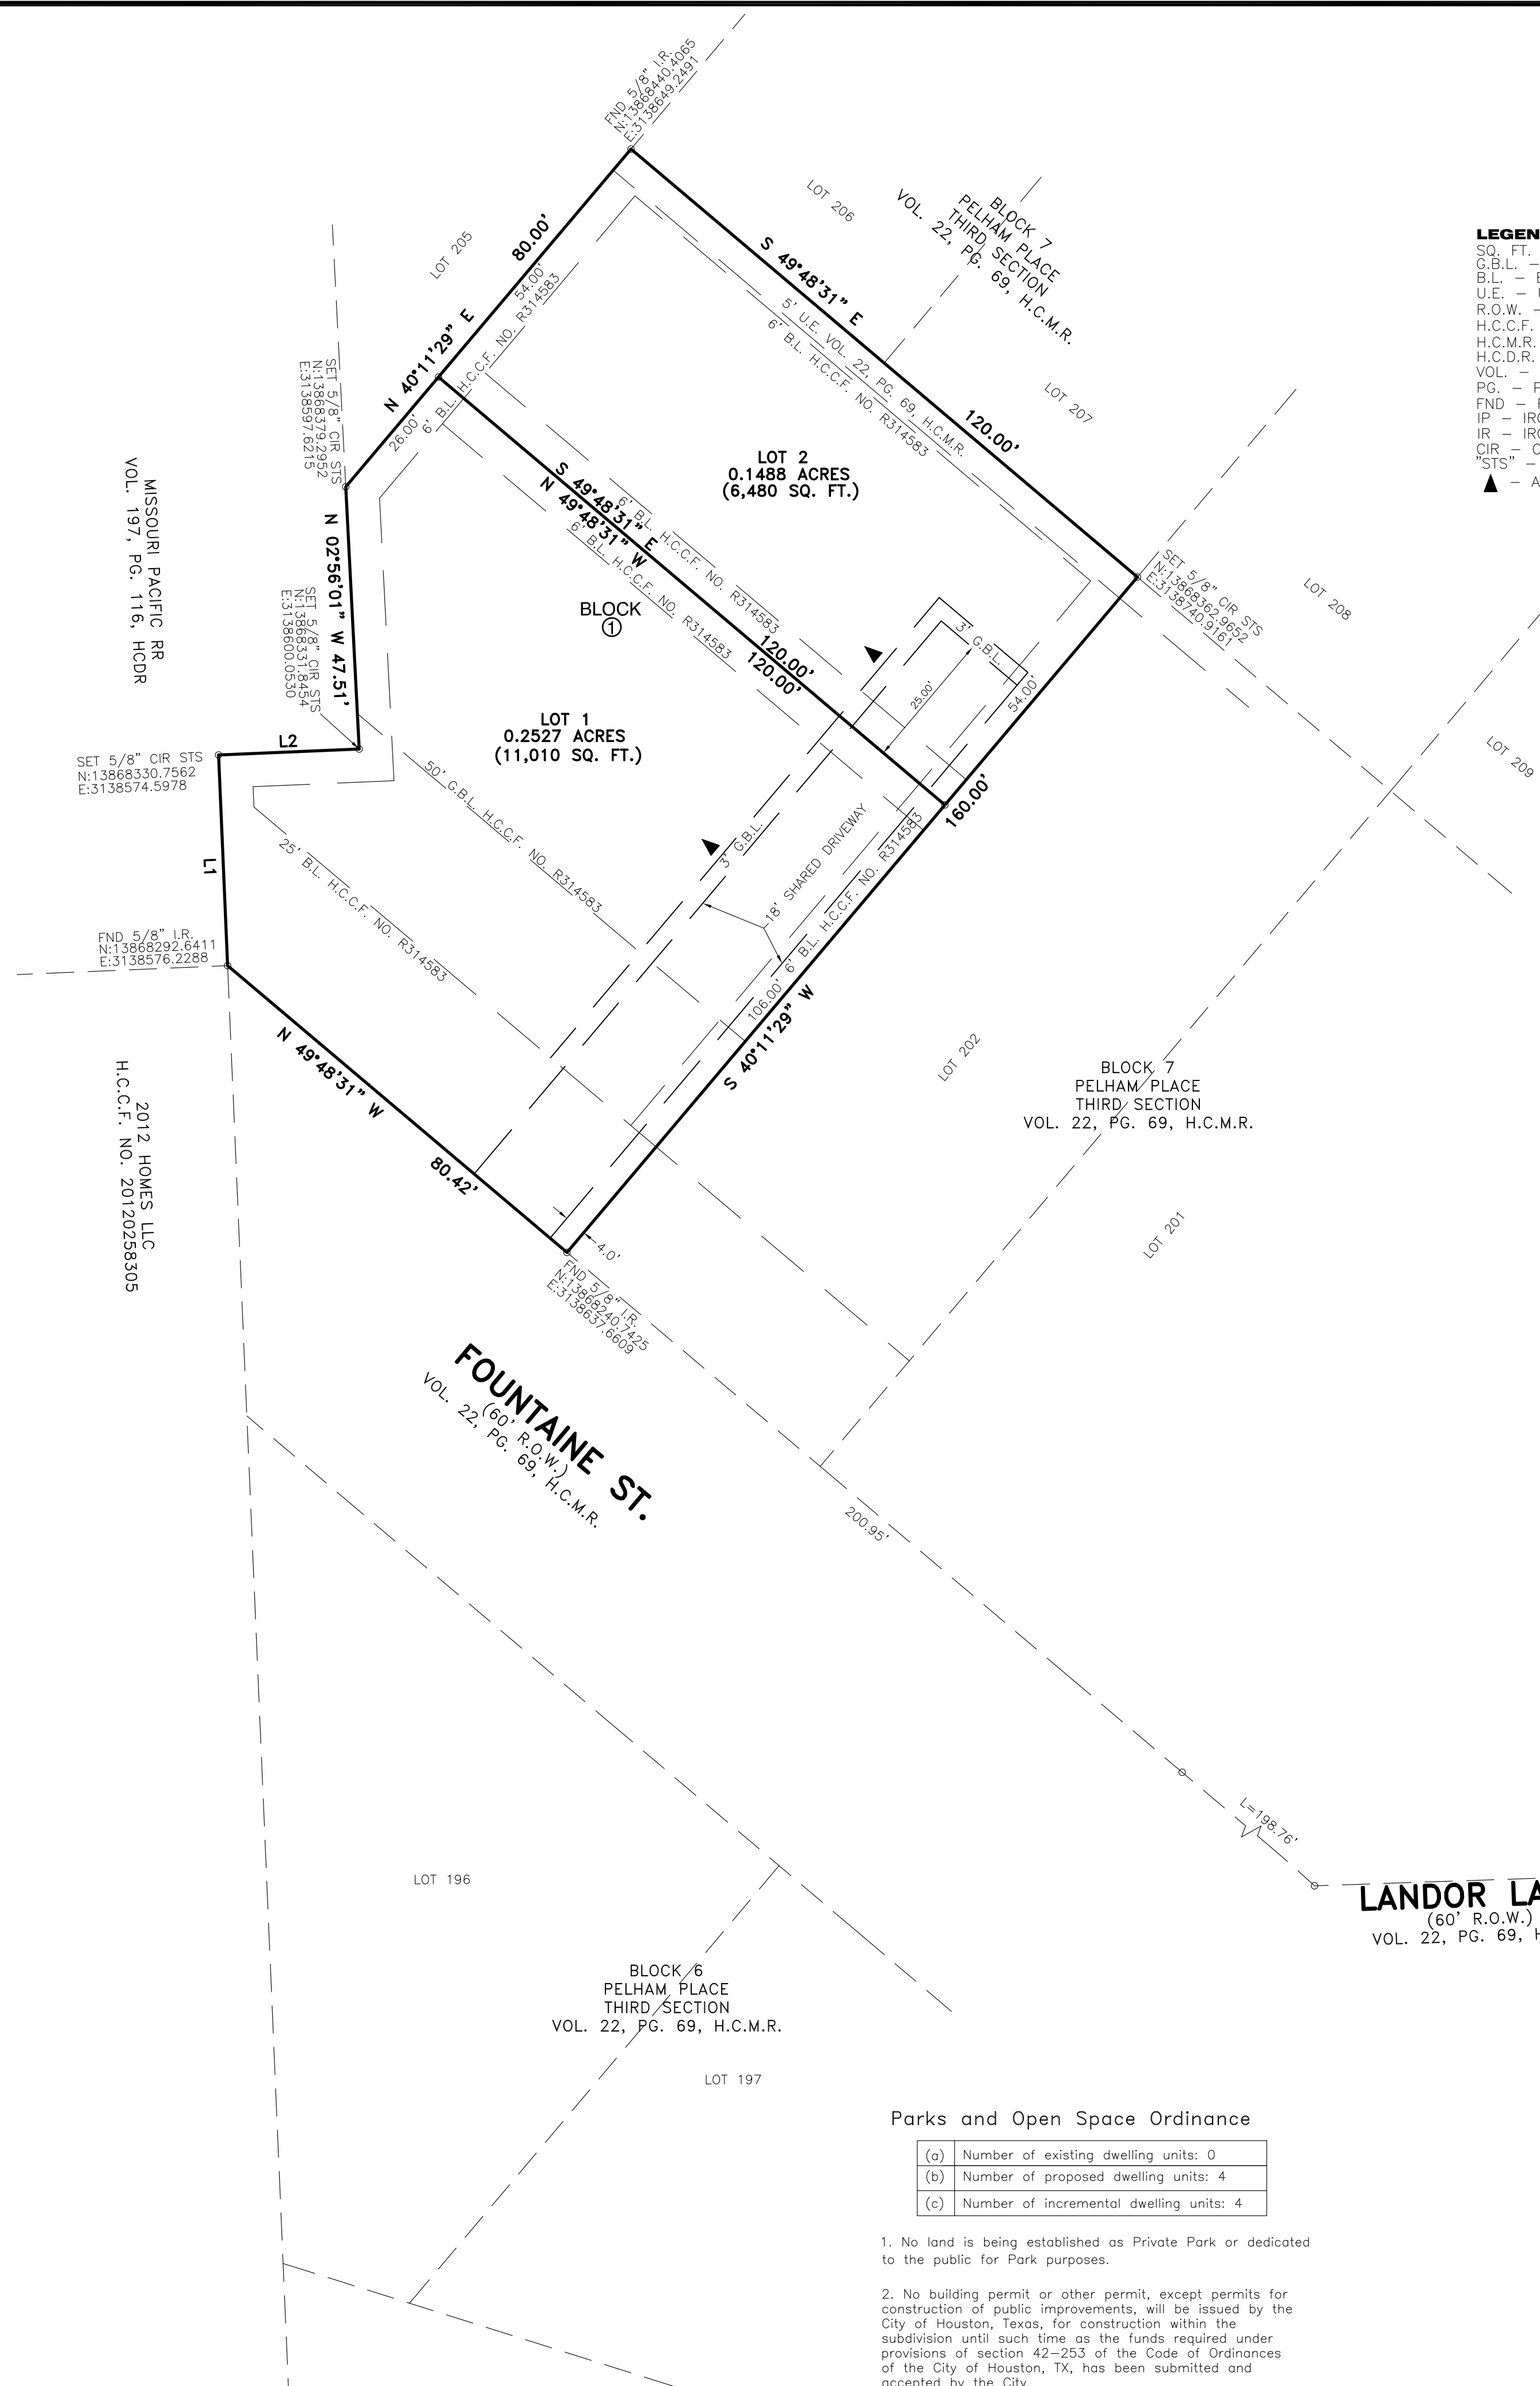 FND 5/8" I.R.
N:13868440.4065
E:3138649.2491
LOT 206
BLOCK 7
PELHAM PLACE
THIRD SECTION
VOL. 22, PG. 69, H.C.M.R.
LOT 205
80.00'
N 40°11'29" E
54.00'
26.00'
6' B.L. H.C.C.F. NO. R314583
S 49°48'31" E
120.00'
5' U.E. VOL. 22, PG. 69, H.C.M.R.
6' B.L. H.C.C.F. NO. R314583
LOT 207
LEGEN
SQ. FT.
G.B.L. –
B.L. –
U.E. –
R.O.W. –
H.C.C.F.
H.C.M.R.
H.C.D.R.
VOL. –
PG. –
FND –
IP – IR
IR – IR
CIR –
"STS" –
– A
SET 5/8" CIR STS
N:13868379.2952
E:3138597.6215
LOT 2
0.1488 ACRES
(6,480 SQ. FT.)
S 49°48'31" E
N 49°48'31" W
6' B.L. H.C.C.F. NO. R314583
6' B.L. H.C.C.F. NO. R314583
120.00'
120.00'
MISSOURI PACIFIC RR
VOL. 197, PG. 116, HCDR
N 02°56'01" W 47.51'
BLOCK
1
SET 5/8" CIR STS
N:13868362.9652
E:3138740.9161
LOT 208
SET 5/8" CIR STS
N:13868331.8454
E:3138600.0530
3' G.B.L.
25.00'
54.00'
LOT 1
0.2527 ACRES
(11,010 SQ. FT.)
L2
SET 5/8" CIR STS
N:13868330.7562
E:3138574.5978
LOT 209
50' G.B.L. H.C.C.F. NO. R314583
160.00'
3' G.B.L.
18' SHARED DRIVEWAY
L1
25' B.L. H.C.C.F. NO. R314583
6' B.L. H.C.C.F. NO. R314583
106.00'
S 40°11'29" W
FND 5/8" I.R.
N:13868292.6411
E:3138576.2288
N 49°48'31" W
80.42'
LOT 202
BLOCK 7
PELHAM PLACE
THIRD SECTION
VOL. 22, PG. 69, H.C.M.R.
2012 HOMES LLC
H.C.C.F. NO. 20120258305
LOT 201
4.0'
FND 5/8" I.R.
N:13868240.7425
E:3138637.6609
FOUNTAINE ST.
(60' R.O.W.)
VOL. 22, PG. 69, H.C.M.R.
200.95'
L=198.76'
LOT 196
LANDOR LA
(60' R.O.W.)
VOL. 22, PG. 69, H
BLOCK 6
PELHAM PLACE
THIRD SECTION
VOL. 22, PG. 69, H.C.M.R.
LOT 197
Parks and Open Space Ordinance
(a) Number of existing dwelling units: 0
(b) Number of proposed dwelling units: 4
(c) Number of incremental dwelling units: 4
1. No land is being established as Private Park or dedicated
to the public for Park purposes.
2. No building permit or other permit, except permits for
construction of public improvements, will be issued by the
City of Houston, Texas, for construction within the
subdivision until such time as the funds required under
provisions of section 42–253 of the Code of Ordinances
of the City of Houston, TX, has been submitted and
accepted by the City.